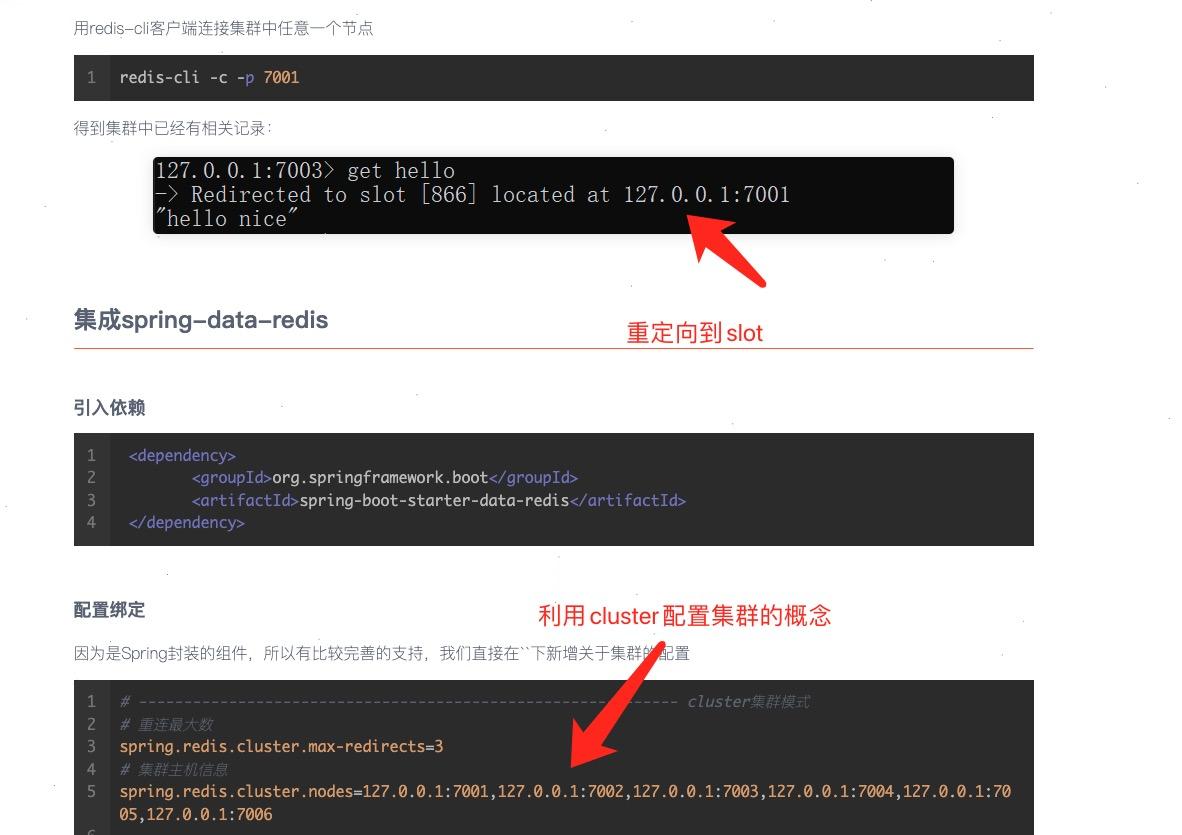 用redis-cli客户端连接集群中任意一个节点
1 redis-cli -c -p 7001
得到集群中已经有相关记录：
127.0.0.1:7003> get hello
-> Redirected to slot [866] located at 127.0.0.1:7001
"hello nice"
集成spring-data-redis
重定向到 slot
引入依赖
1 <dependency>
2 <groupId>org.springframework.boot</groupId>
3 <artifactId>spring-boot-starter-data-redis</artifactId>
4 </dependency>
配置绑定
利用 cluster 配置集群的概念
因为是Spring封装的组件，所以有比较完善的支持，我们直接在``下新增关于集群的配置
1 # ------------------------------------------------------------ cluster集群模式
2 # 重连最大数
3 spring.redis.cluster.max-redirects=3
4 # 集群主机信息
5 spring.redis.cluster.nodes=127.0.0.1:7001,127.0.0.1:7002,127.0.0.1:7003,127.0.0.1:7004,127.0.0.1:70
05,127.0.0.1:7006